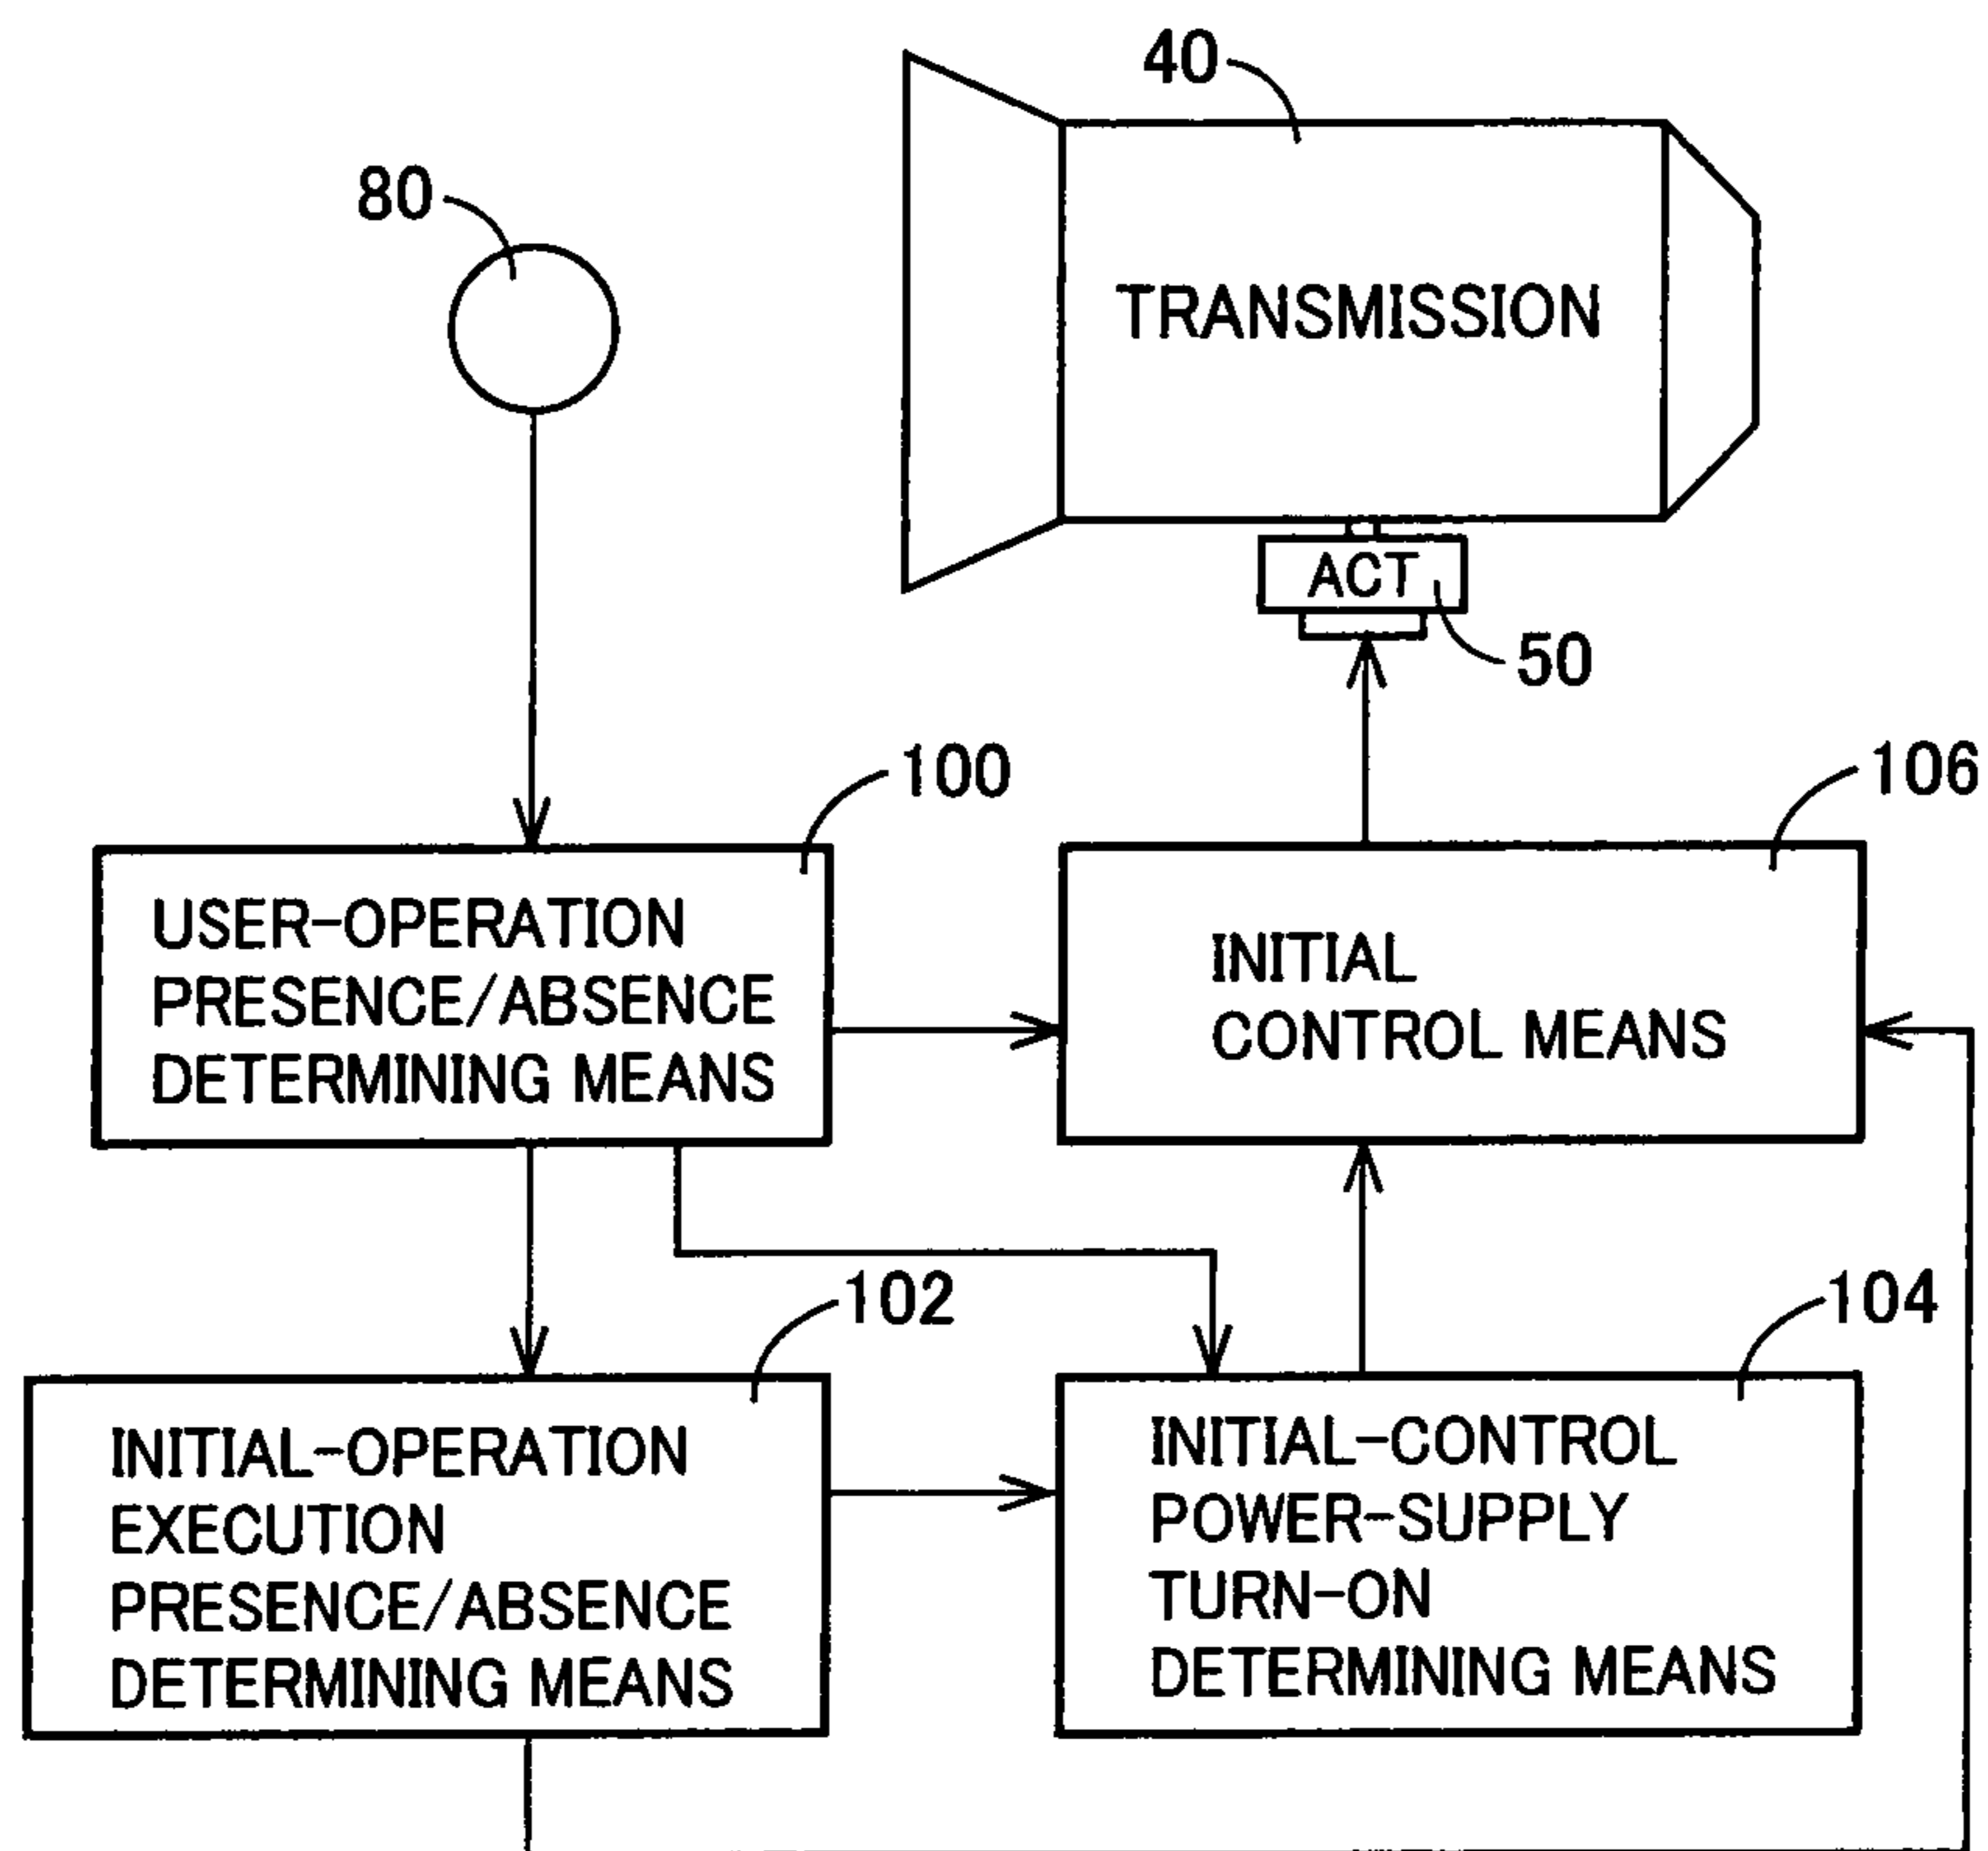 40
80
TRANSMISSION
ACT
50
100
106
USER-OPERATION
PRESENCE/ABSENCE
DETERMINING MEANS
INITIAL
CONTROL MEANS
102
104
INITIAL-OPERATION
EXECUTION
PRESENCE/ABSENCE
DETERMINING MEANS
INITIAL-CONTROL
POWER-SUPPLY
TURN-ON
DETERMINING MEANS